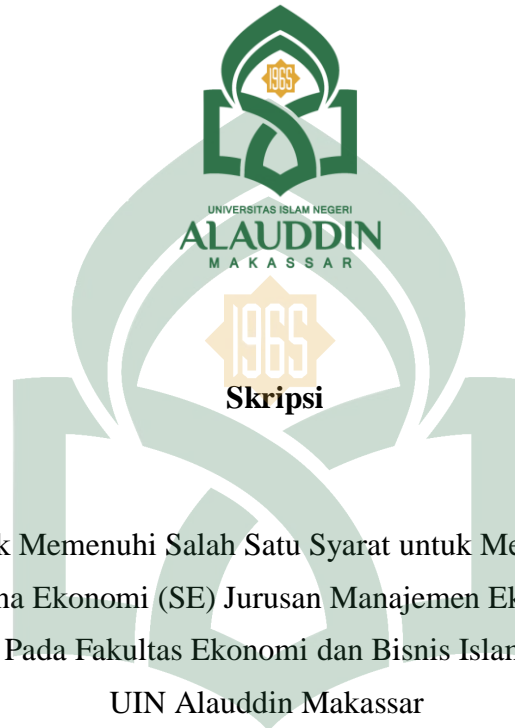 1965
UNIVERSITAS ISLAM NEGERI
ALAUDDIN
MAKASSAR
1965
Skripsi
Memenuhi Salah Satu Syarat untuk
Ekonomi (SE) Jurusan Manajemen
Pada Fakultas Ekonomi dan Bisnis Islam
UIN Alauddin Makassar